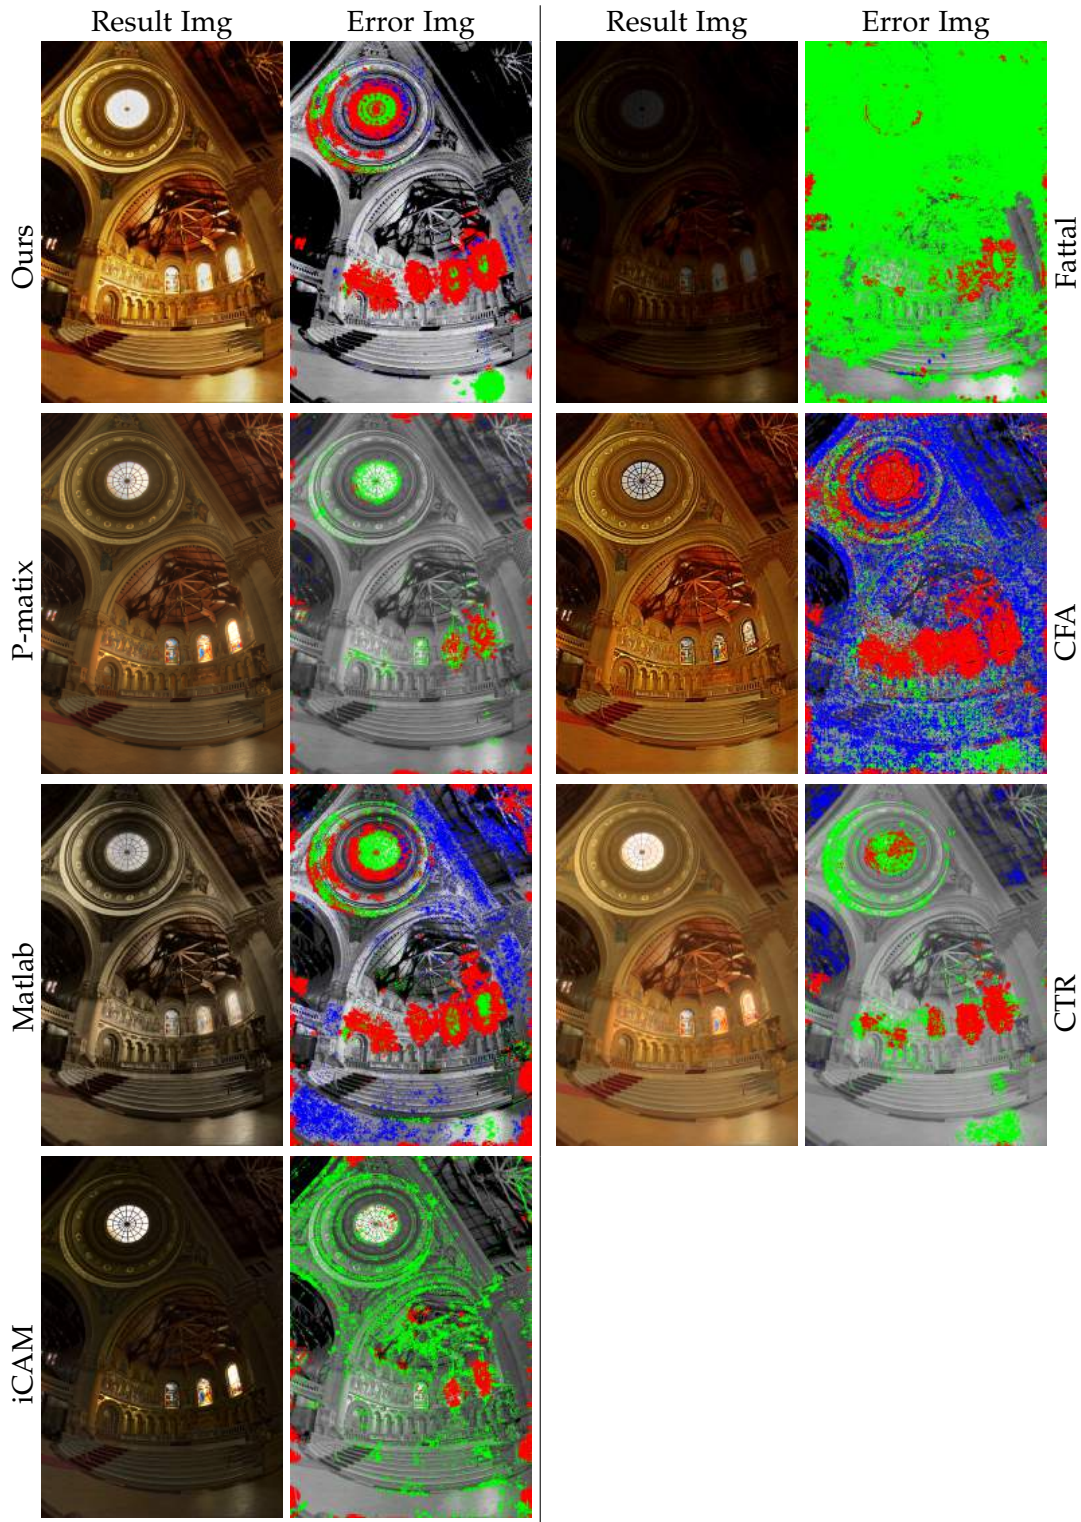 Result Img Error Img Result Img Error Img
Ours
Fattal
P-matix
CFA
Matlab
CTR
iCAM